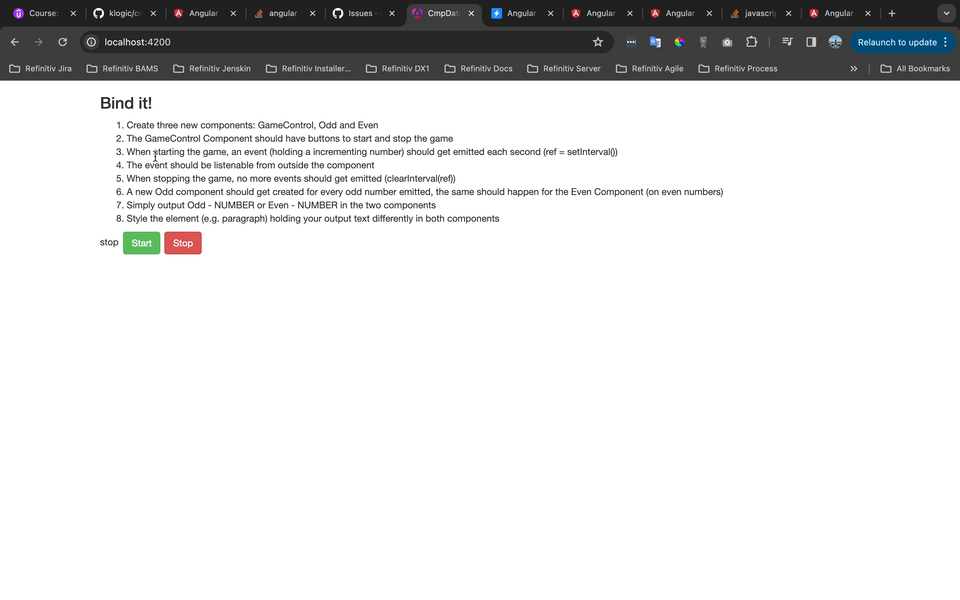 Course:
klogic/cr
Angular
angular
Issues ·
CmpDat
Angular
Angular
Angular
javascrip
Angular
localhost:4200
Relaunch to update
Refinitiv Jira
Refinitiv BAMS
Refinitiv Jenskin
Refinitiv Installer...
Refinitiv DX1
Refinitiv Docs
Refinitiv Server
Refinitiv Agile
Refinitiv Process
»
All Bookmarks
Bind it!
1. Create three new components: GameControl, Odd and Even
2. The GameControl Component should have buttons to start and stop the game
3. When starting the game, an event (holding a incrementing number) should get emitted each second (ref = setInterval())
4. The event should be listenable from outside the component
5. When stopping the game, no more events should get emitted (clearInterval(ref))
6. A new Odd component should get created for every odd number emitted, the same should happen for the Even Component (on even numbers)
7. Simply output Odd - NUMBER or Even - NUMBER in the two components
8. Style the element (e.g. paragraph) holding your output text differently in both components
stop Start Stop